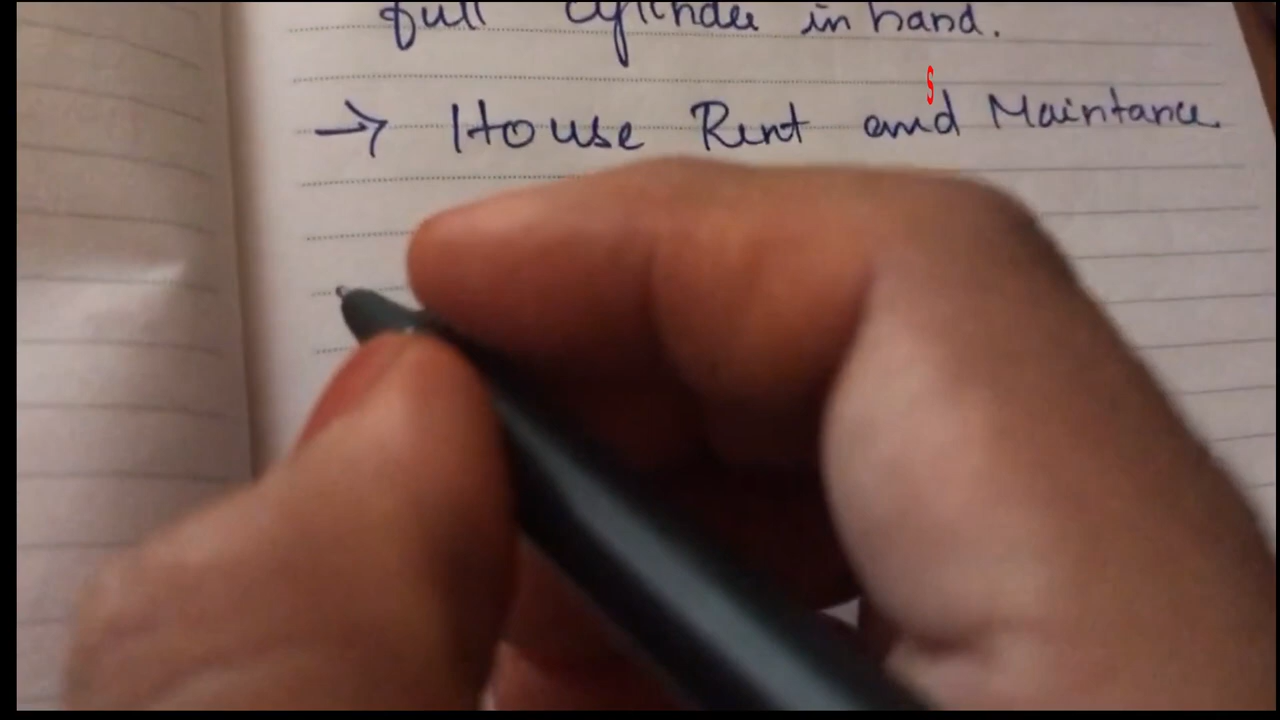 full cylinder in hand.
s
→ House Rent and Maintance.